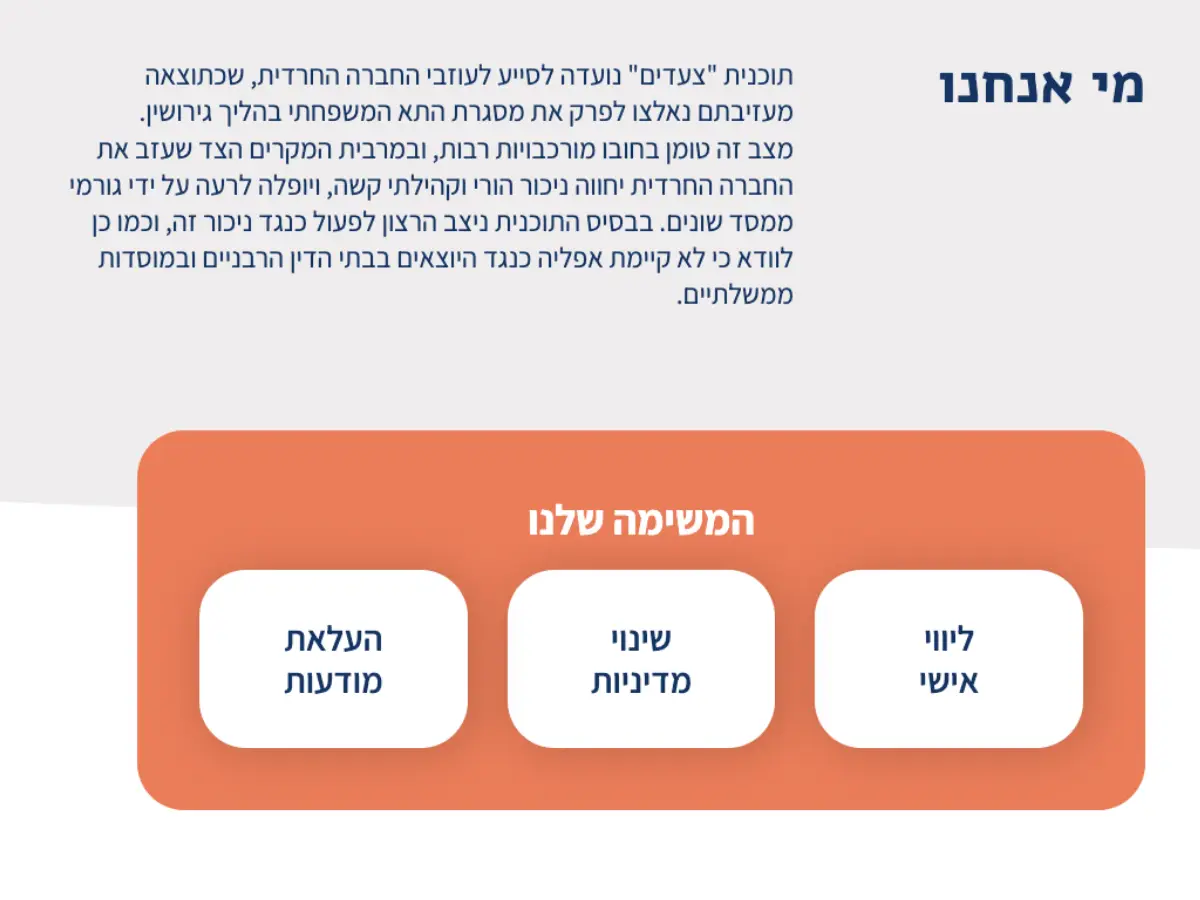 מי אנחנו
תוכנית "צעדים" נועדה לסייע לעוזבי החברה החרדית, שכתוצאה
מעזיבתם נאלצו לפרק את מסגרת התא המשפחתי בהליך גירושין.
מצב זה טומן בחובו מורכבויות רבות, ובמרבית המקרים הצד שעזב את
החברה החרדית יחווה ניכור הורי וקהילתי קשה, ויופלה לרעה על ידי גורמי
ממסד שונים. בבסיס התוכנית ניצב הרצון לפעול כנגד ניכור זה, וכמו כן
לוודא כי לא קיימת אפליה כנגד היוצאים בבתי הדין הרבניים ובמוסדות
ממשלתיים.
המשימה שלנו
ליווי
אישי
שינוי
מדיניות
העלאת
מודעות